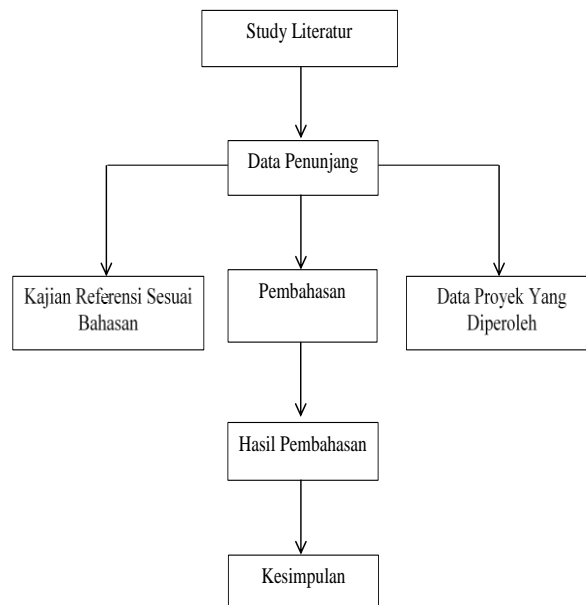 Study Literatur
Data Penunjang
Kajian Referensi Sesuai
Bahasan
Pembahasan
Data Proyek Yang
Diperoleh
Hasil Pembahasan
Kesimpulan